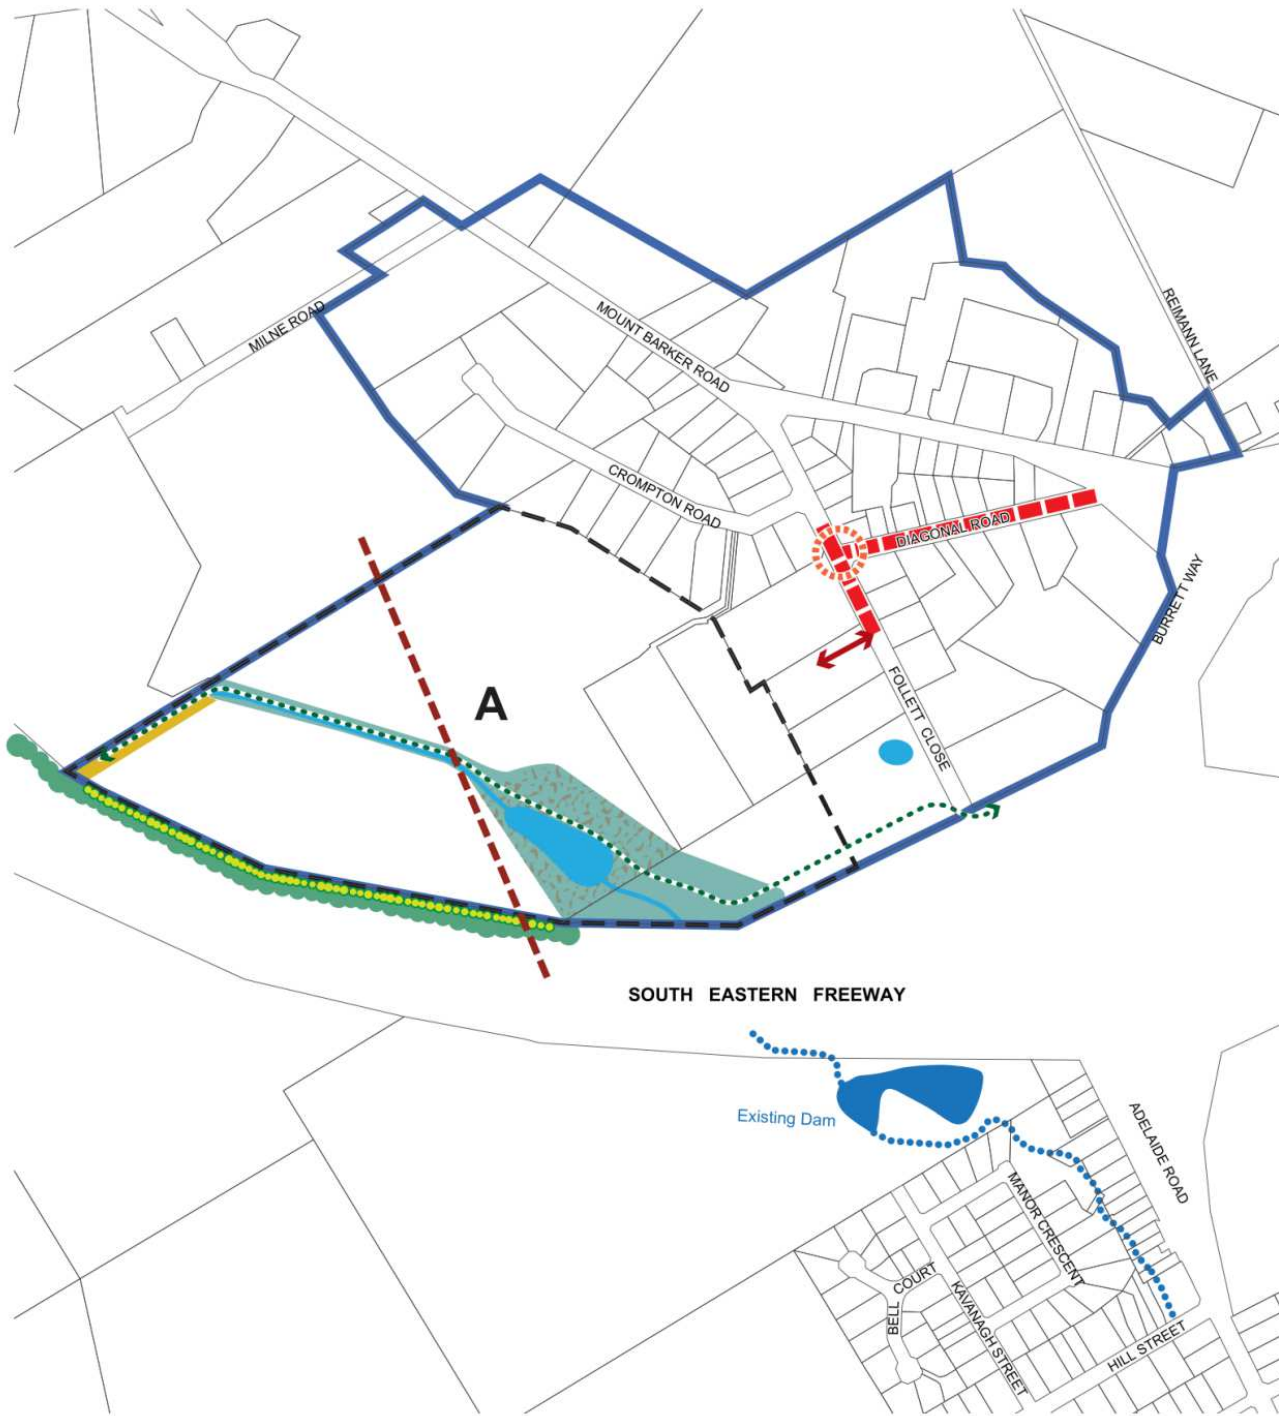 MILNE ROAD
MOUNT BARKER ROAD
REIMANN LANE
CROMPTON ROAD
DIAGONAL ROAD
BURRETT WAY
A
FOLLETT CLOSE
SOUTH EASTERN FREEWAY
Existing Dam
ADELAIDE ROAD
MANOR CRESCENT
BELL COURT
KAVANAGH STREET
HILL STREET